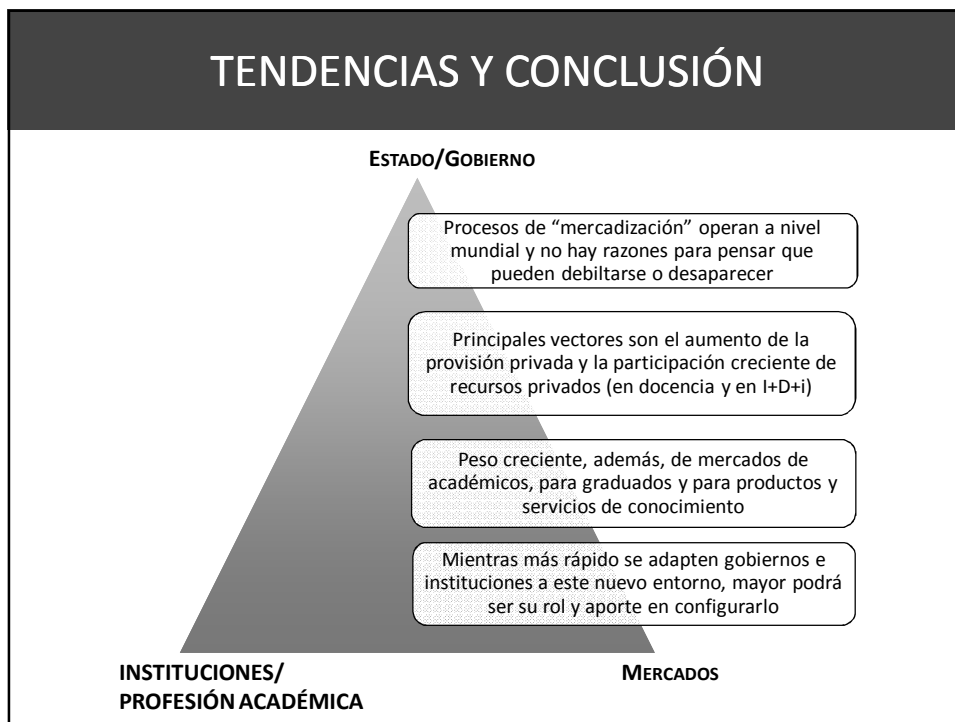 TENDENCIAS Y CONCLUSIÓN
ESTADO/GOBIERNO
Procesos de “mercadización” operan a nivel
mundial y no hay razones para pensar que
pueden debiltarse o desaparecer
Principales vectores son el aumento de la
provisión privada y la participación creciente de
recursos privados (en docencia y en I+D+i)
Peso creciente, además, de mercados de
académicos, para graduados y para productos y
servicios de conocimiento
Mientras más rápido se adapten gobiernos e
instituciones a este nuevo entorno, mayor podrá
ser su rol y aporte en configurarlo
INSTITUCIONES/
PROFESIÓN ACADÉMICA
MERCADOS